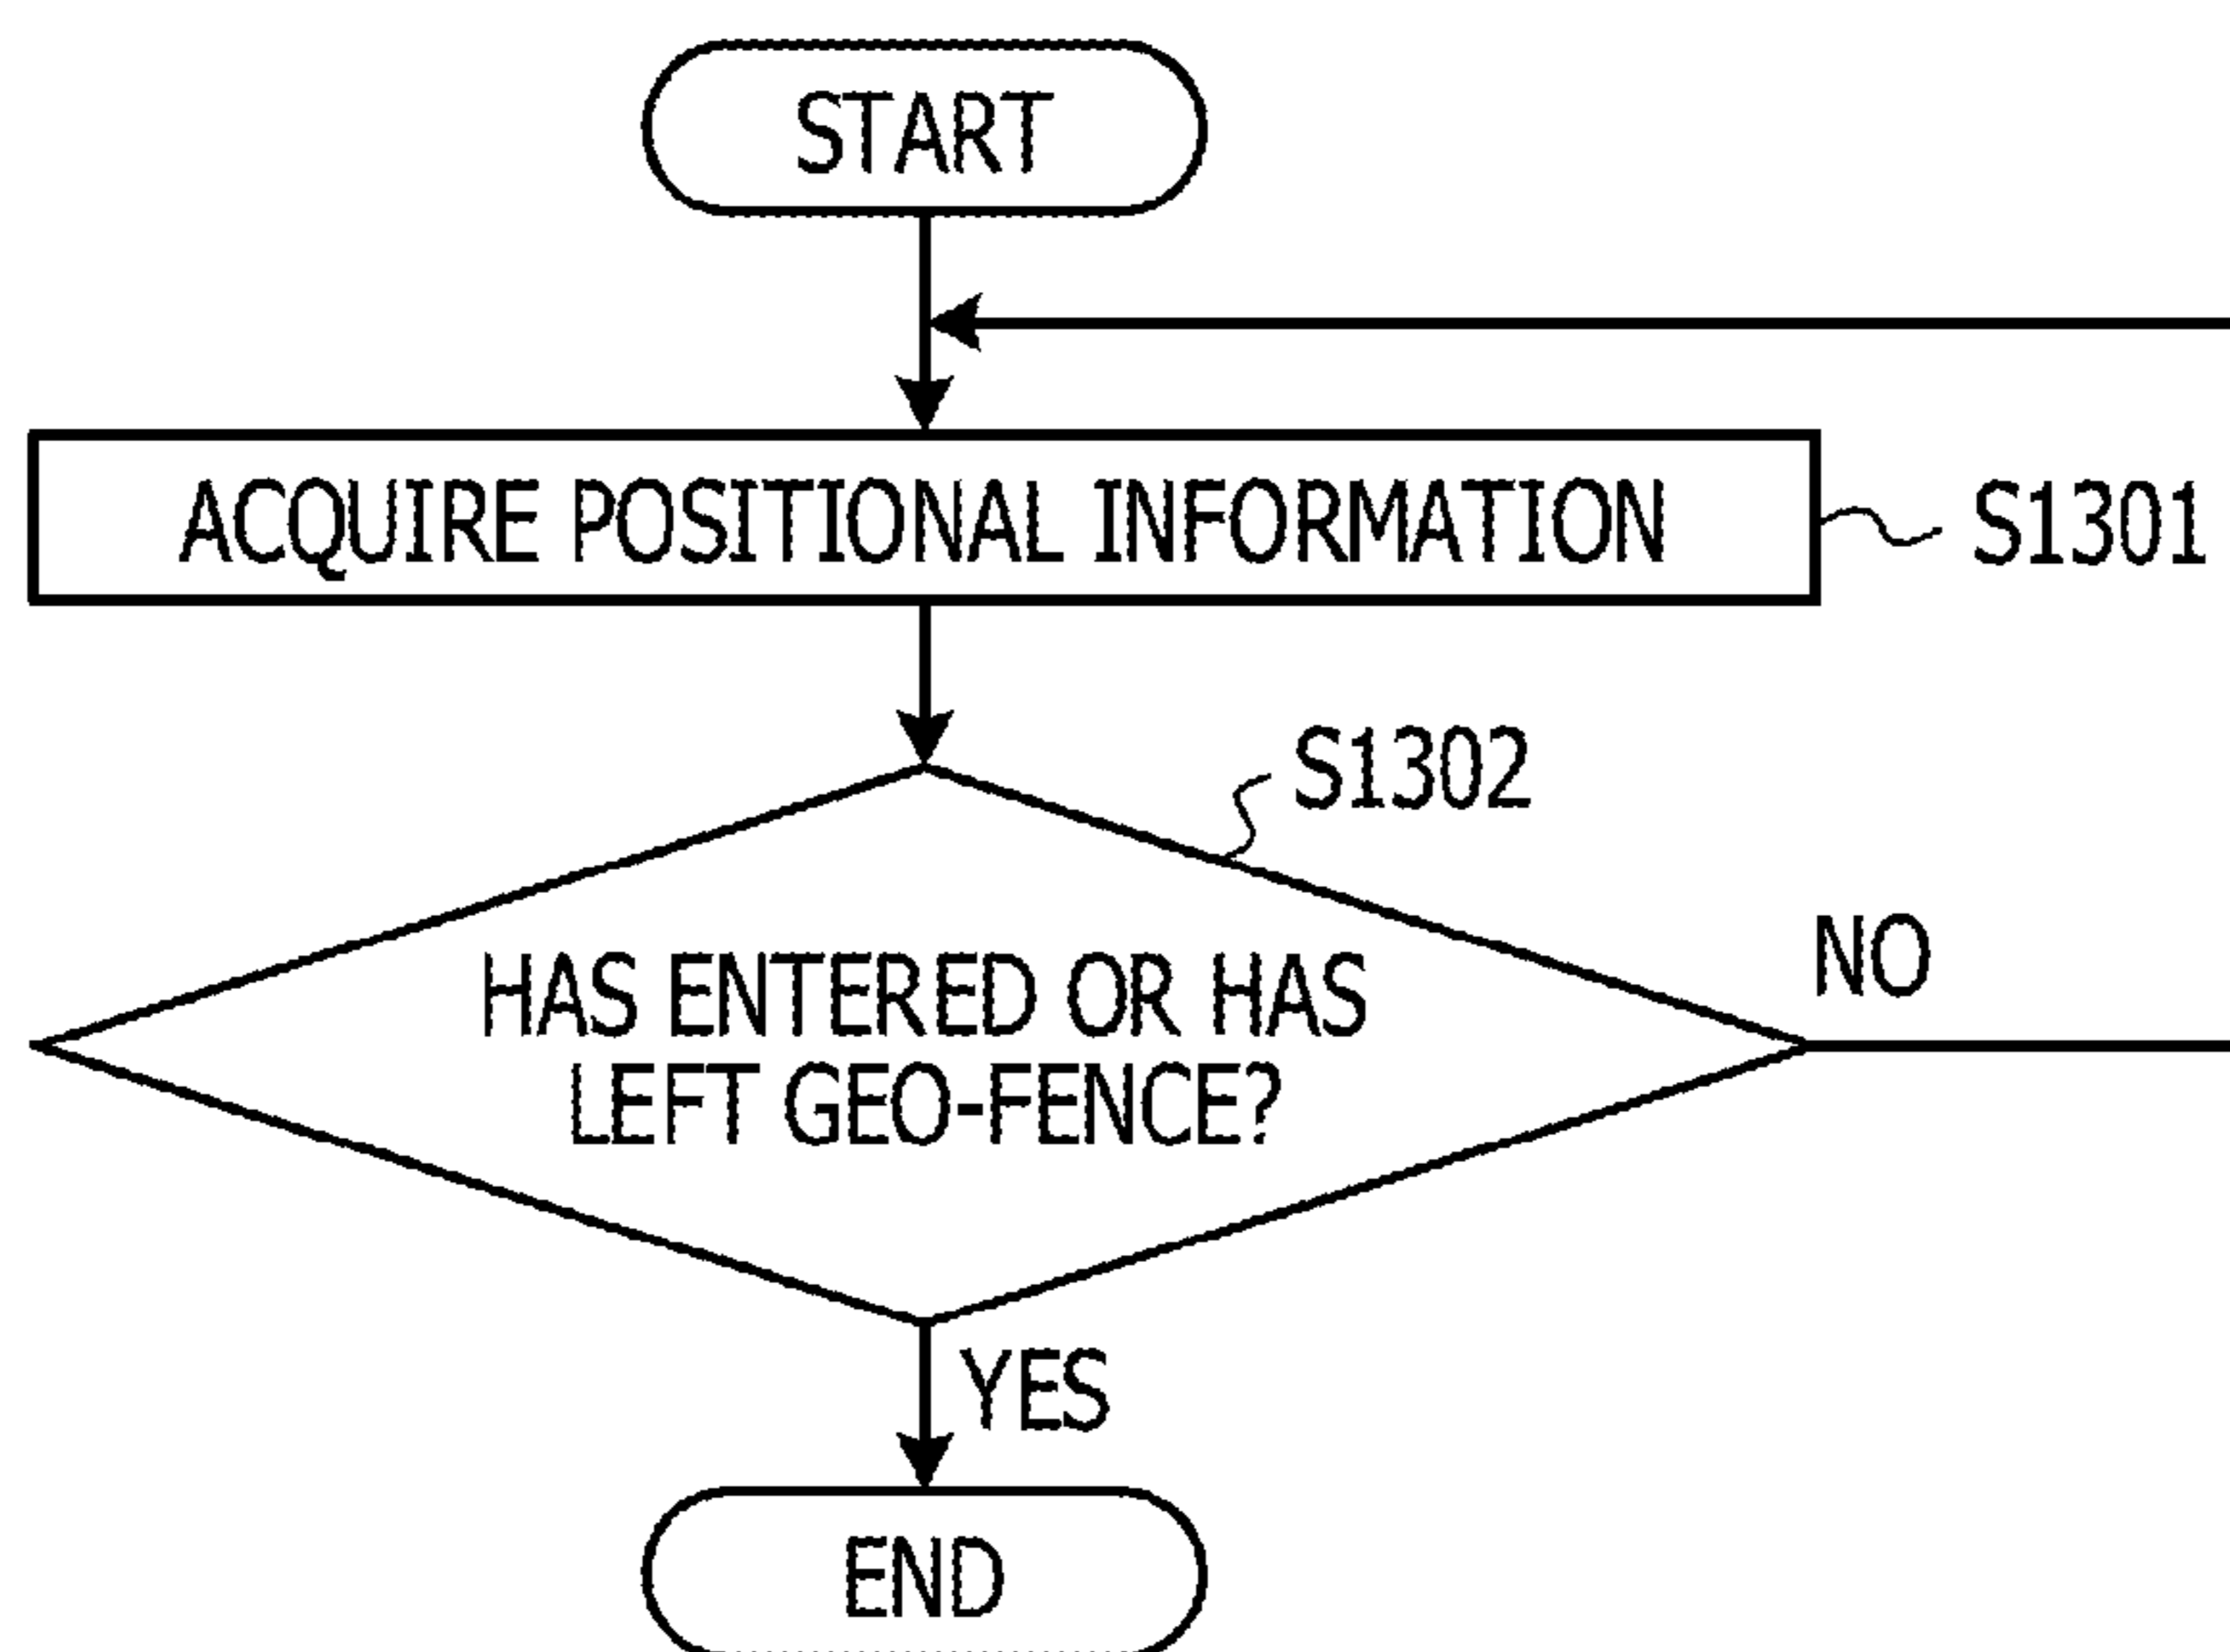 START
ACQUIRE POSITIONAL INFORMATION
S1301
S1302
HAS ENTERED OR HAS
LEFT GEO-FENCE?
NO
YES
END